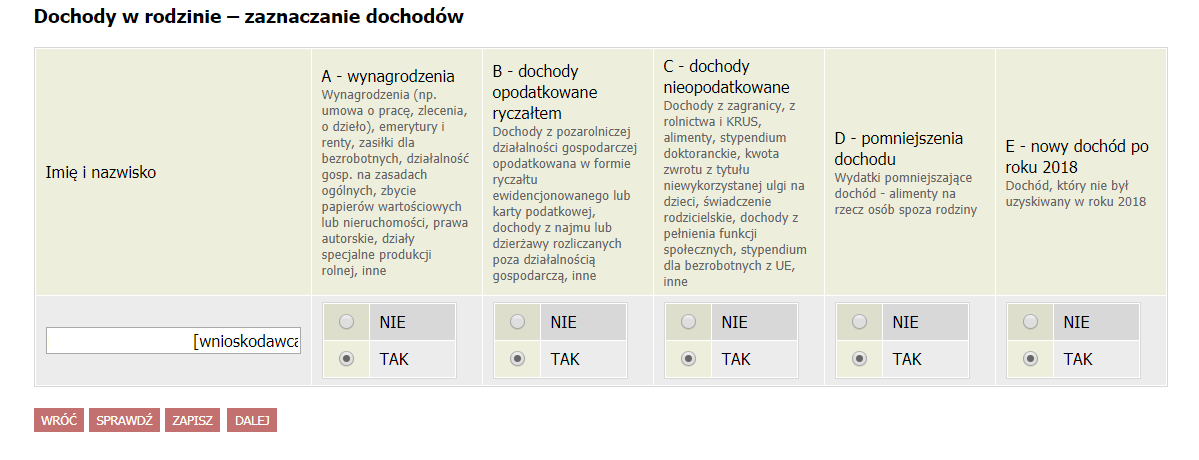 Dochody w rodzinie – zaznaczanie dochodów
Imię i nazwisko
A - wynagrodzenia
Wynagrodzenia (np.
umowa o pracę, zlecenia,
o dzieło), emerytury i
renty, zasiłki dla
bezrobotnych, działalność
gosp. na zasadach
ogólnych, zbycie
papierów wartościowych
lub nieruchomości, prawa
autorskie, działy
specjalne produkcji
rolnej, inne
B - dochody
opodatkowane
ryczałtem
Dochody z pozarolniczej
działalności gospodarczej
opodatkowana w formie
ryczałtu
ewidencjonowanego lub
karty podatkowej,
dochody z najmu lub
dzierżawy rozliczanych
poza działalnością
gospodarczą, inne
C - dochody
nieopodatkowane
Dochody z zagranicy, z
rolnictwa i KRUS,
alimenty, stypendium
doktoranckie, kwota
zwrotu z tytułu
niewykorzystanej ulgi na
dzieci, świadczenie
rodzicielskie, dochody z
pełnienia funkcji
społecznych, stypendium
dla bezrobotnych z UE,
inne
D - pomniejszenia
dochodu
Wydatki pomniejszające
dochód - alimenty na
rzecz osób spoza rodziny
E - nowy dochód po
roku 2018
Dochód, który nie był
uzyskiwany w roku 2018
[wnioskodawca
NIE
TAK
NIE
TAK
NIE
TAK
NIE
TAK
NIE
TAK
WRÓĆ SPRAWDŹ ZAPISZ DALEJ